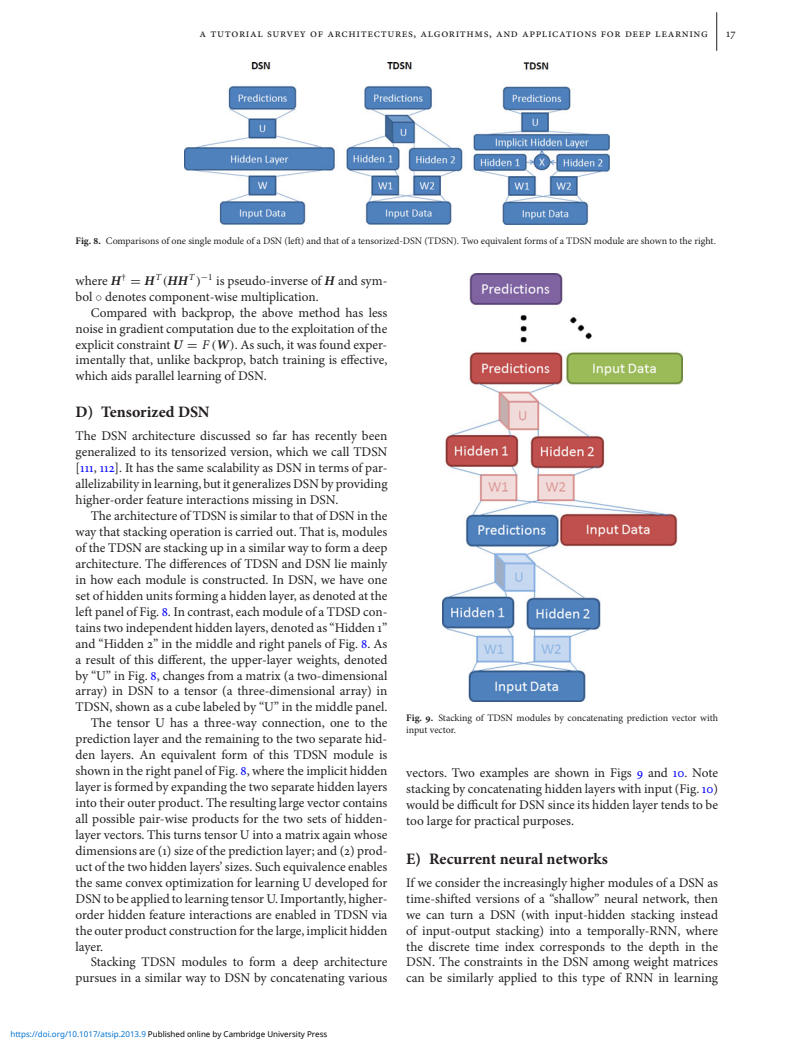 A TUTORIAL SURVEY OF ARCHITECTURES, ALGORITHMS, AND APPLICATIONS FOR DEEP LEARNING 17
DSN
Predictions
U
Hidden Layer
W
Input Data
TDSN
Predictions
U
Hidden 1 Hidden 2
W1 W2
Input Data
TDSN
Predictions
U
Implicit Hidden Layer
Hidden 1 X Hidden 2
W1 W2
Input Data
Fig. 8. Comparisons of one single module of a DSN (left) and that of a tensorized-DSN (TDSN). Two equivalent forms of a TDSN module are shown to the right.
where H† = Hᵀ(HHᵀ)⁻¹ is pseudo-inverse of H and sym-
bol ∘ denotes component-wise multiplication.
Compared with backprop, the above method has less
noise in gradient computation due to the exploitation of the
explicit constraint U = F(W). As such, it was found exper-
imentally that, unlike backprop, batch training is effective,
which aids parallel learning of DSN.
D) Tensorized DSN
The DSN architecture discussed so far has recently been
generalized to its tensorized version, which we call TDSN
[111, 112]. It has the same scalability as DSN in terms of par-
allelizability in learning, but it generalizes DSN by providing
higher-order feature interactions missing in DSN.
The architecture of TDSN is similar to that of DSN in the
way that stacking operation is carried out. That is, modules
of the TDSN are stacking up in a similar way to form a deep
architecture. The differences of TDSN and DSN lie mainly
in how each module is constructed. In DSN, we have one
set of hidden units forming a hidden layer, as denoted at the
left panel of Fig. 8. In contrast, each module of a TDSD con-
tains two independent hidden layers, denoted as “Hidden 1”
and “Hidden 2” in the middle and right panels of Fig. 8. As
a result of this different, the upper-layer weights, denoted
by “U” in Fig. 8, changes from a matrix (a two-dimensional
array) in DSN to a tensor (a three-dimensional array) in
TDSN, shown as a cube labeled by “U” in the middle panel.
The tensor U has a three-way connection, one to the
prediction layer and the remaining to the two separate hid-
den layers. An equivalent form of this TDSN module is
shown in the right panel of Fig. 8, where the implicit hidden
layer is formed by expanding the two separate hidden layers
into their outer product. The resulting large vector contains
all possible pair-wise products for the two sets of hidden-
layer vectors. This turns tensor U into a matrix again whose
dimensions are (1) size of the prediction layer; and (2) prod-
uct of the two hidden layers’ sizes. Such equivalence enables
the same convex optimization for learning U developed for
DSN to be applied to learning tensor U. Importantly, higher-
order hidden feature interactions are enabled in TDSN via
the outer product construction for the large, implicit hidden
layer.
Stacking TDSN modules to form a deep architecture
pursues in a similar way to DSN by concatenating various
Predictions
Predictions Input Data
U
Hidden 1 Hidden 2
W1 W2
Predictions Input Data
U
Hidden 1 Hidden 2
W1 W2
Input Data
Fig. 9. Stacking of TDSN modules by concatenating prediction vector with
input vector.
vectors. Two examples are shown in Figs 9 and 10. Note
stacking by concatenating hidden layers with input (Fig. 10)
would be difficult for DSN since its hidden layer tends to be
too large for practical purposes.
E) Recurrent neural networks
If we consider the increasingly higher modules of a DSN as
time-shifted versions of a “shallow” neural network, then
we can turn a DSN (with input-hidden stacking instead
of input-output stacking) into a temporally-RNN, where
the discrete time index corresponds to the depth in the
DSN. The constraints in the DSN among weight matrices
can be similarly applied to this type of RNN in learning
https://doi.org/10.1017/atsip.2013.9 Published online by Cambridge University Press